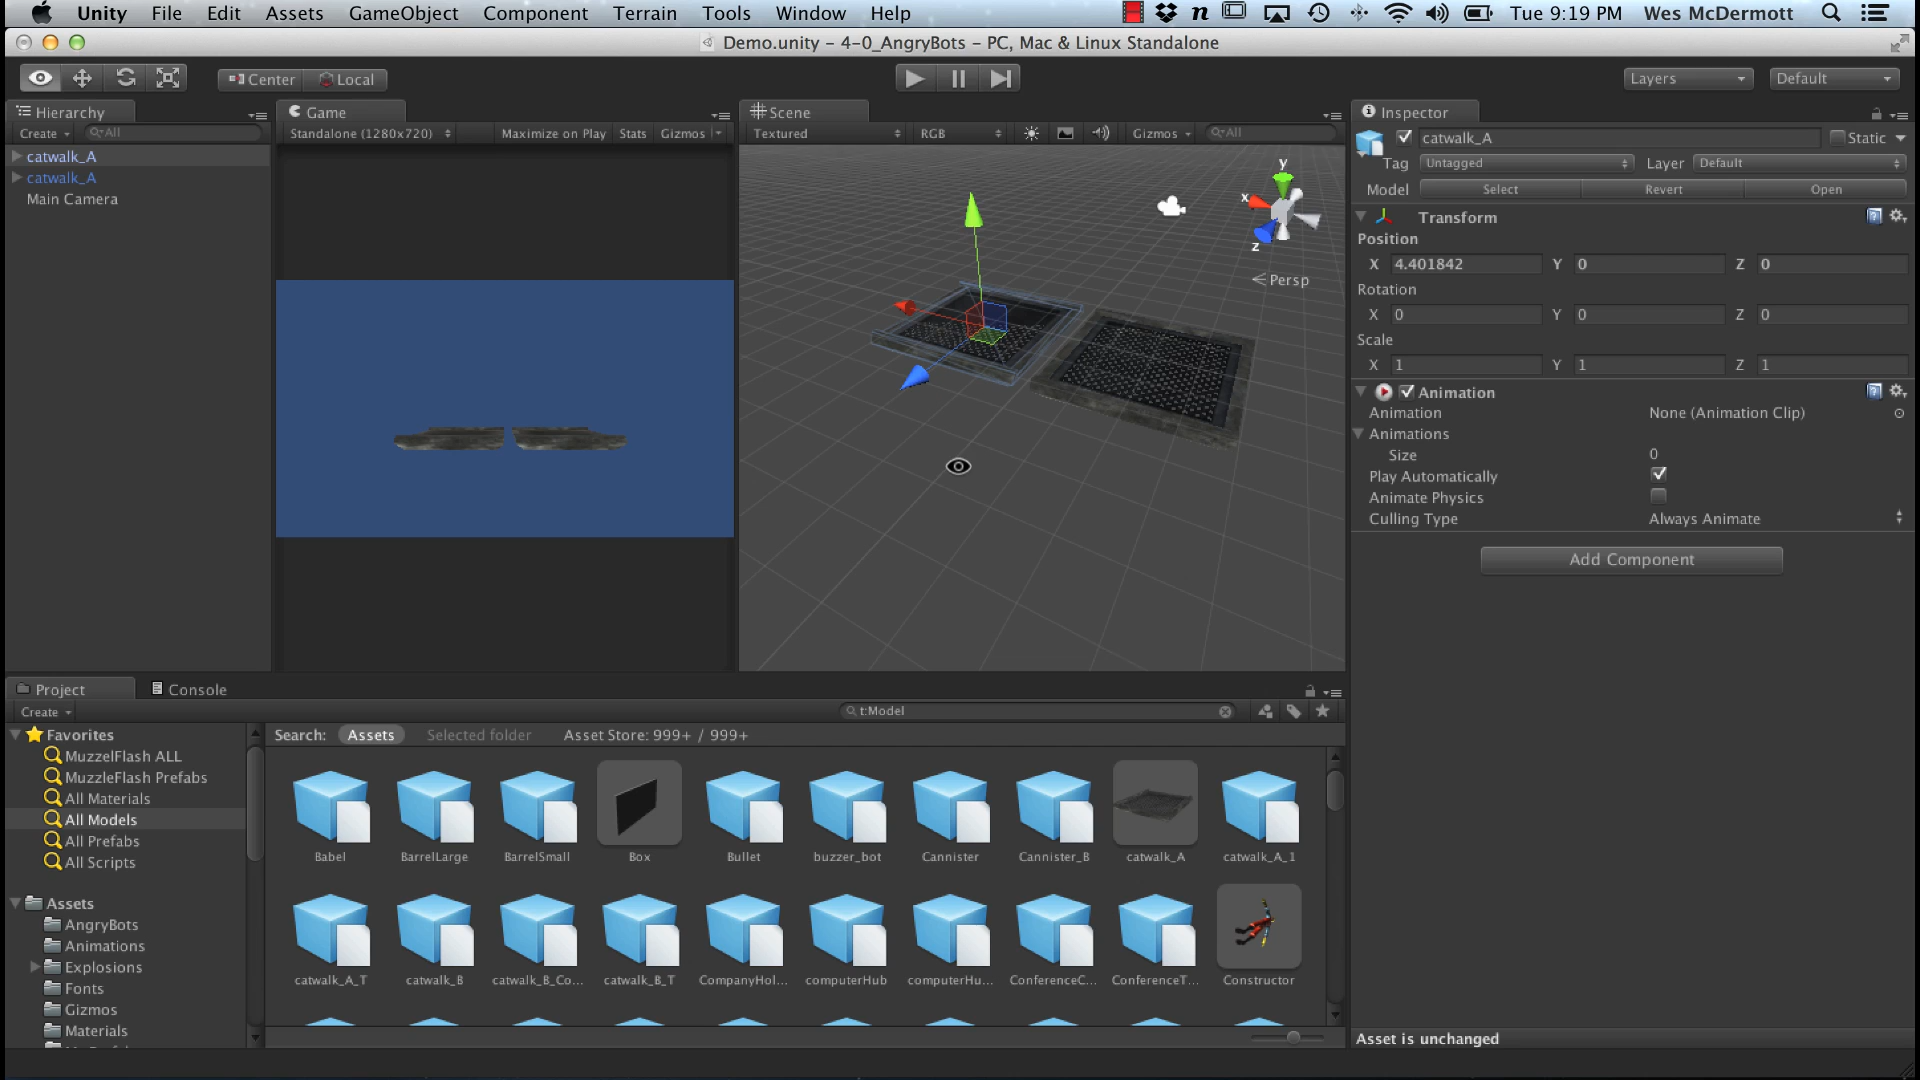 Unity File Edit Assets GameObject Component Terrain Tools Window Help Tue 9:19 PM Wes McDermott
Demo.unity – 4-0_AngryBots – PC, Mac & Linux Standalone
Center Local Layers Default
Hierarchy
Create All
catwalk_A
catwalk_A
Main Camera
Game
Standalone (1280x720) Maximize on Play Stats Gizmos
Scene
Textured RGB Gizmos All
y
x
z
Persp
Inspector
catwalk_A Static
Tag Untagged Layer Default
Model Select Revert Open
Transform
Position
X 4.401842 Y 0 Z 0
Rotation
X 0 Y 0 Z 0
Scale
X 1 Y 1 Z 1
Animation
Animation None (Animation Clip)
Animations
Size 0
Play Automatically
Animate Physics
Culling Type Always Animate
Add Component
Asset is unchanged
Project Console
Create t:Model
Favorites
MuzzelFlash ALL
MuzzleFlash Prefabs
All Materials
All Models
All Prefabs
All Scripts
Assets
AngryBots
Animations
Explosions
Fonts
Gizmos
Materials
Search: Assets Selected folder Asset Store: 999+ / 999+
Babel BarrelLarge BarrelSmall Box Bullet buzzer_bot Cannister Cannister_B catwalk_A catwalk_A_1
catwalk_A_T catwalk_B catwalk_B_Co... catwalk_B_T CompanyHol... computerHub computerHu... ConferenceC... ConferenceT... Constructor